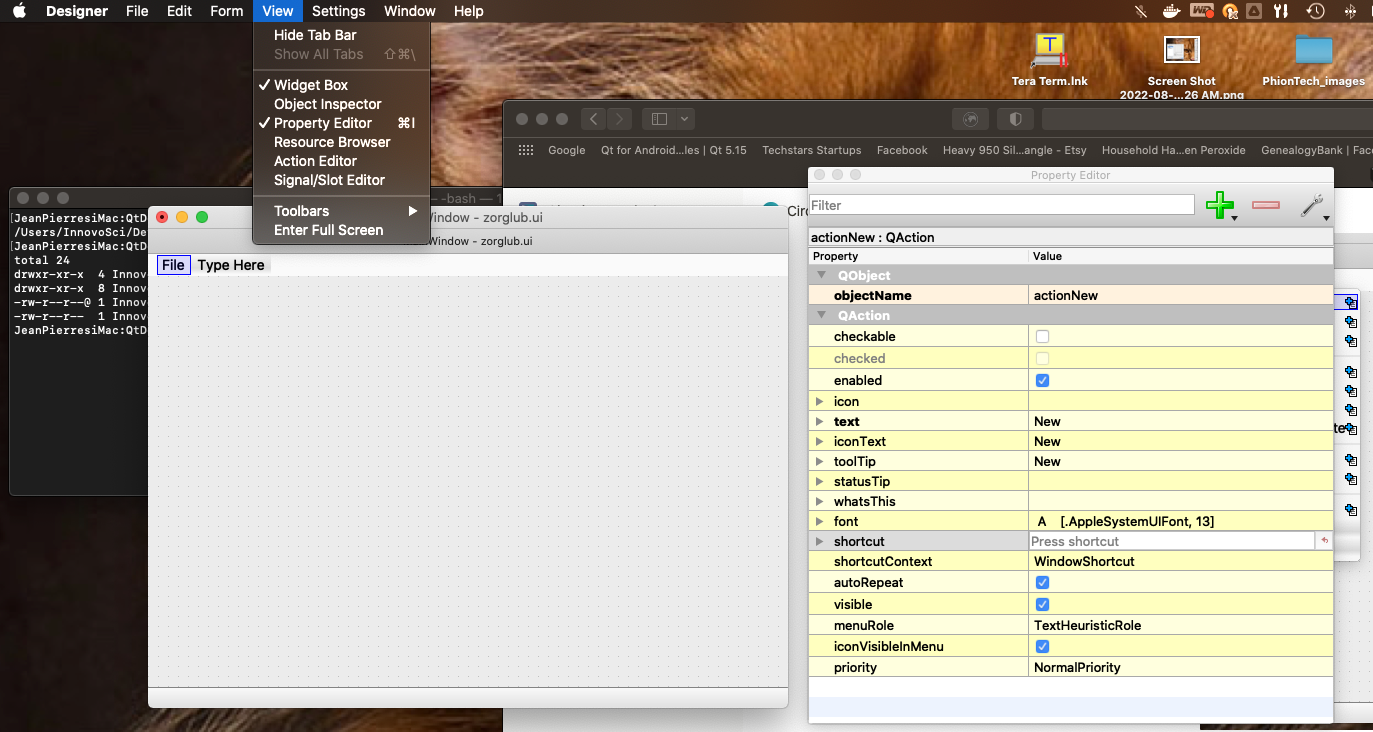 Designer File Edit Form View Settings Window Help
Hide Tab Bar
Show All Tabs ⇧⌘\
✓ Widget Box
Object Inspector
✓ Property Editor ⌘I
Resource Browser
Action Editor
Signal/Slot Editor
Toolbars
Enter Full Screen
Tera Term.lnk
Screen Shot
2022-08-...26 AM.png
PhionTech_images
Google Qt for Android...les | Qt 5.15 Techstars Startups Facebook Heavy 950 Sil...angle - Etsy Household Ha...en Peroxide GenealogyBank | Fac
-bash — 1
[JeanPierresiMac:QtD
/Users/InnovoSci/De
[JeanPierresiMac:QtD
total 24
drwxr-xr-x 4 Innov
drwxr-xr-x 8 Innov
-rw-r--r--@ 1 Innov
-rw-r--r-- 1 Innov
JeanPierresiMac:QtD
Window - zorglub.ui
Window - zorglub.ui
File Type Here
Circ
Property Editor
Filter
actionNew : QAction
Property Value
QObject
objectName actionNew
QAction
checkable
checked
enabled
icon
text New
iconText New
toolTip New
statusTip
whatsThis
font A [.AppleSystemUIFont, 13]
shortcut Press shortcut
shortcutContext WindowShortcut
autoRepeat
visible
menuRole TextHeuristicRole
iconVisibleInMenu
priority NormalPriority